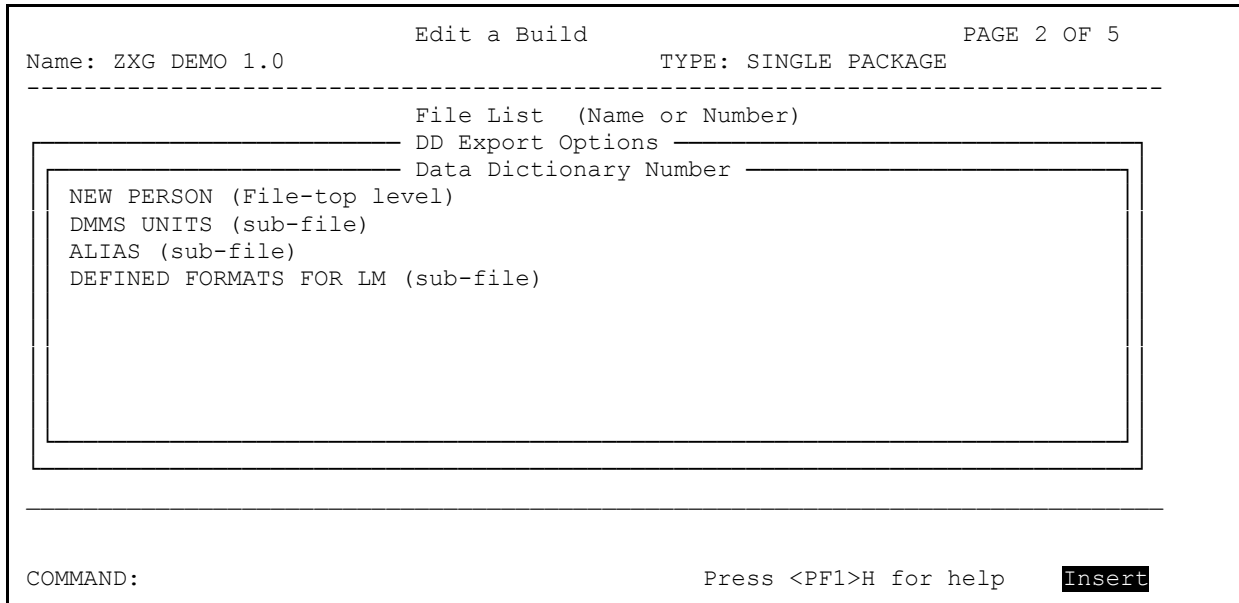 Edit a Build PAGE 2 OF 5
Name: ZXG DEMO 1.0 TYPE: SINGLE PACKAGE
File List (Name or Number)
DD Export Options
Data Dictionary Number
NEW PERSON (File-top level)
DMMS UNITS (sub-file)
ALIAS (sub-file)
DEFINED FORMATS FOR LM (sub-file)
COMMAND: Press <PF1>H for help Insert